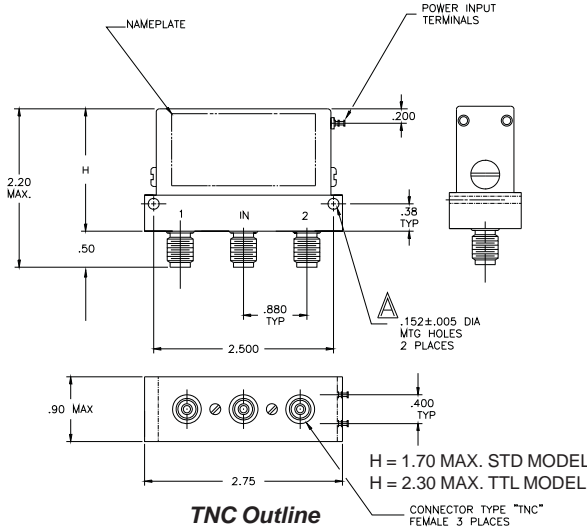 POWER INPUT
TERMINALS
NAMEPLATE
.200
2.20
MAX.
H
.38
TYP
1 IN 2
.50
.880
TYP
.152±.005 DIA
MTG HOLES
2 PLACES
A
2.500
.90 MAX
.400
TYP
H = 1.70 MAX. STD MODEL
H = 2.30 MAX. TTL MODEL
2.75
CONNECTOR TYPE "TNC"
FEMALE 3 PLACES
TNC Outline